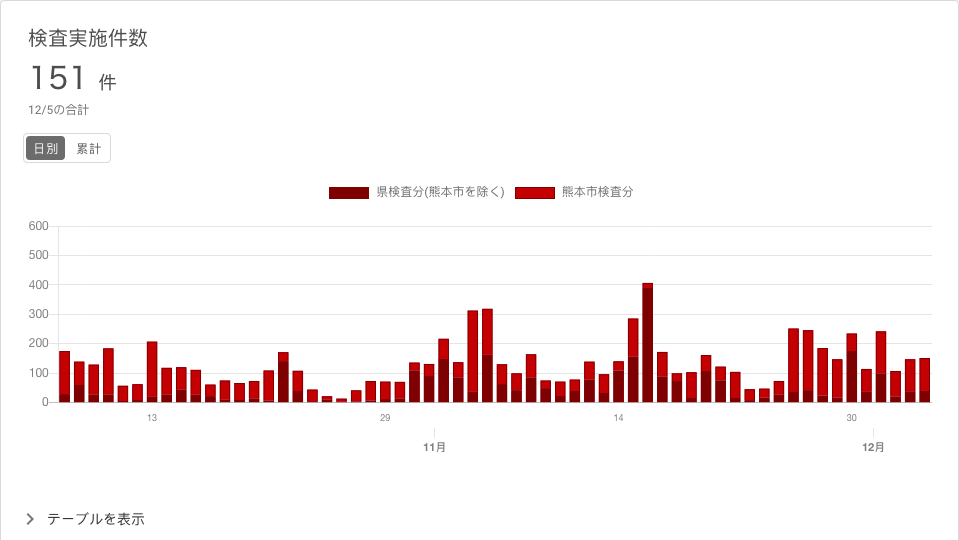 検査実施件数
151 件
12/5の合計
日別 累計
県検査分(熊本市を除く) 熊本市検査分
600
500
400
300
200
100
0
13 29 14 30
11月 12月
テーブルを表示